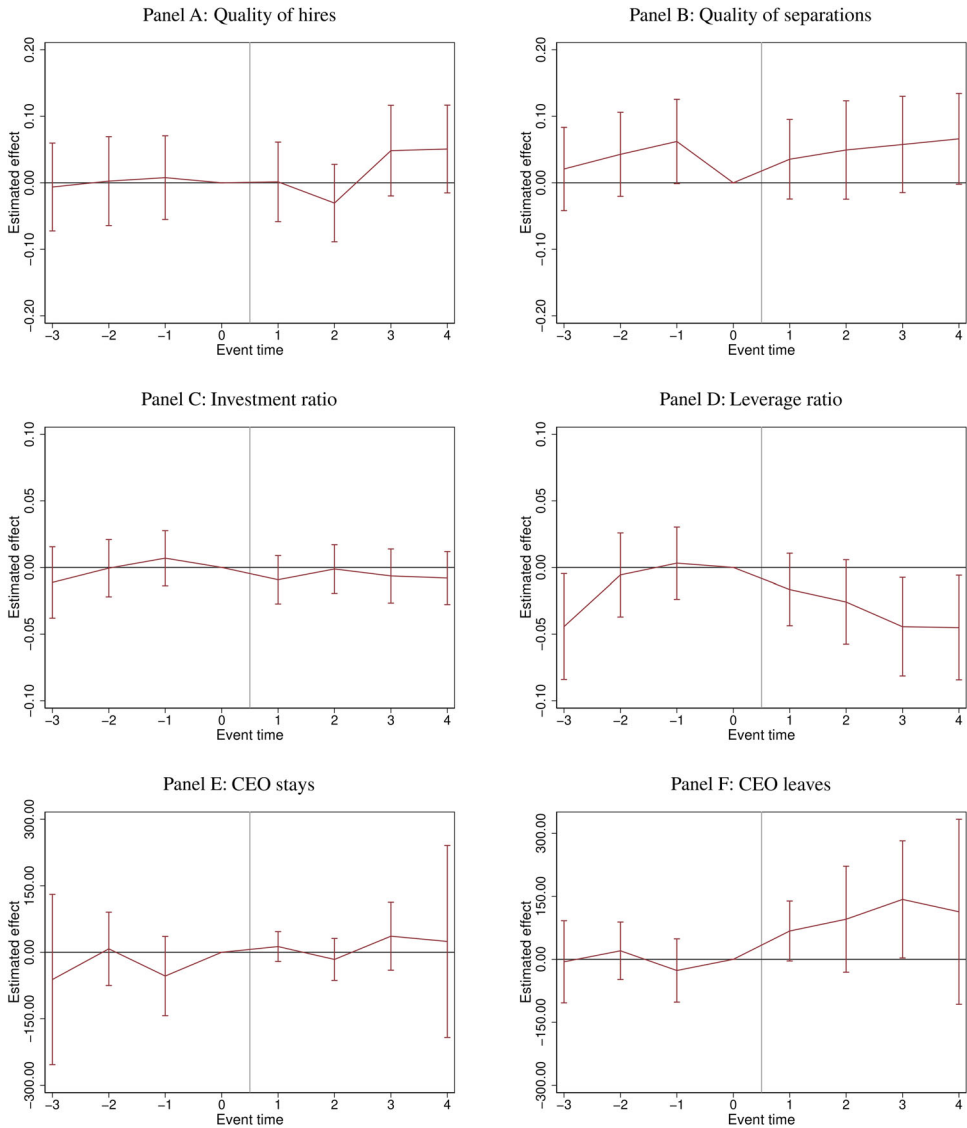 Panel A: Quality of hires
Estimated effect
0.20
0.10
0.00
−0.10
−0.20
−3 −2 −1 0 1 2 3 4
Event time
Panel B: Quality of separations
Estimated effect
0.20
0.10
0.00
−0.10
−0.20
−3 −2 −1 0 1 2 3 4
Event time
Panel C: Investment ratio
Estimated effect
0.10
0.05
0.00
−0.05
−0.10
−3 −2 −1 0 1 2 3 4
Event time
Panel D: Leverage ratio
Estimated effect
0.10
0.05
0.00
−0.05
−0.10
−3 −2 −1 0 1 2 3 4
Event time
Panel E: CEO stays
Estimated effect
300.00
150.00
0.00
−150.00
−300.00
−3 −2 −1 0 1 2 3 4
Event time
Panel F: CEO leaves
Estimated effect
300.00
150.00
0.00
−150.00
−300.00
−3 −2 −1 0 1 2 3 4
Event time